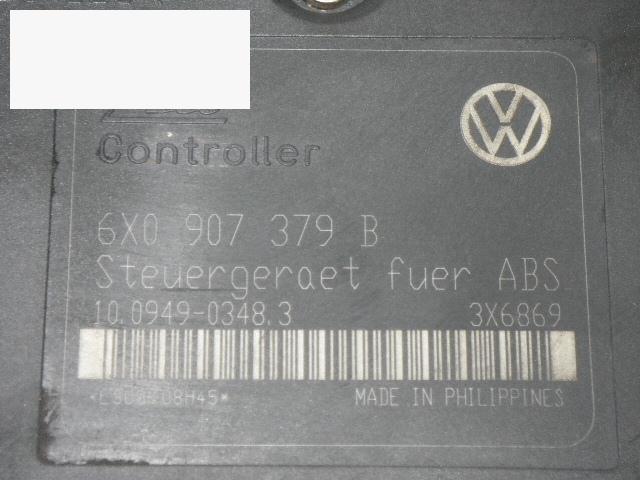 Controller
6X0 907 379 B
Steuergeraet fuer ABS
10.0949-0348.3 3X6869
MADE IN PHILIPPINES